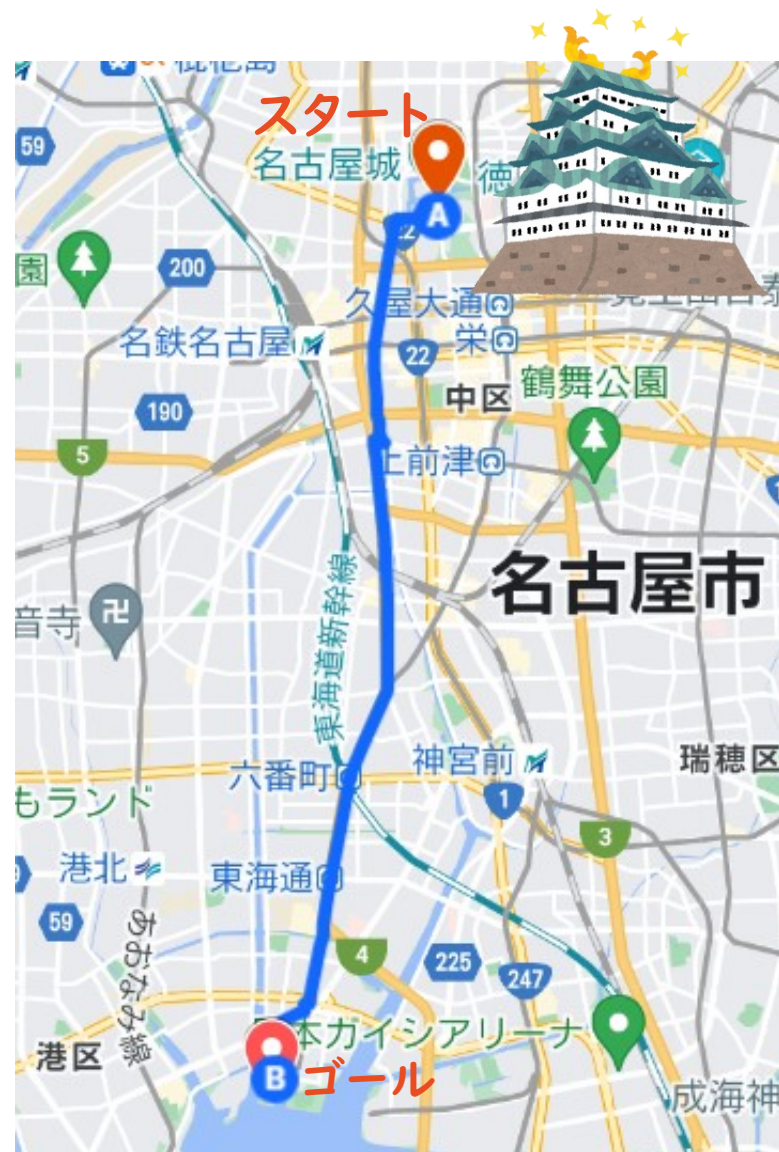 枇杷島
スタート
59
名古屋城
徳
A
22
園
200
久屋大通
名鉄名古屋
栄
22
鶴舞公園
中区
190
5
上前津
名古屋市
東海道新幹線
音寺
瑞穂区
神宮前
六番町
1
もランド
3
港北
東海通
59
あおなみ線
4
225
247
本ガイシアリーナ
港区
B
ゴール
成海神